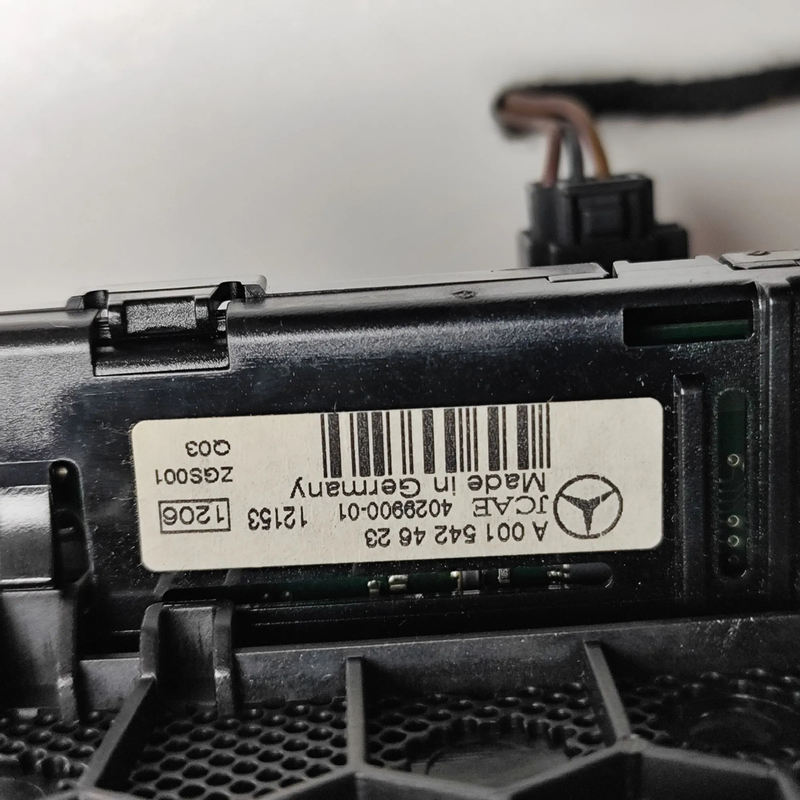 A 001 542 46 23
JCAE 4029900-01 12153 1206
Made in Germany
ZGS001
Q03